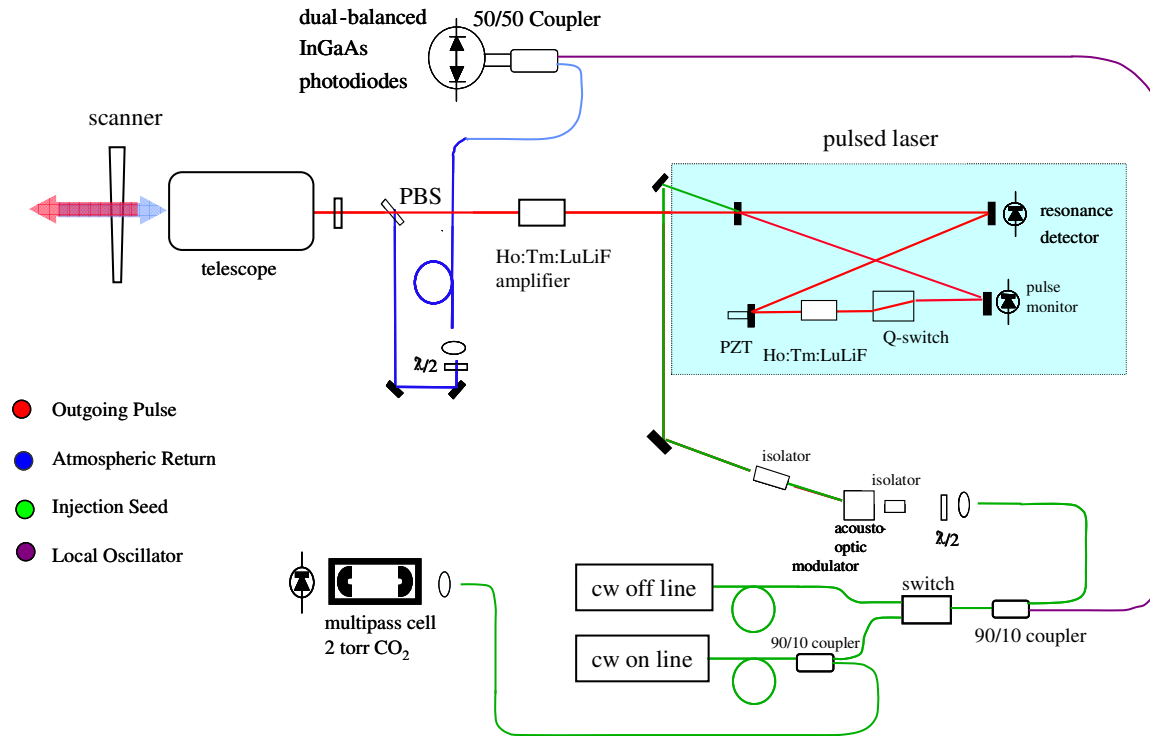 dual-balanced
InGaAs
photodiodes
50/50 Coupler
scanner
telescope
PBS
Ho:Tm:LuLiF
amplifier
λ/2
pulsed laser
resonance
detector
pulse
monitor
PZT
Ho:Tm:LuLiF
Q-switch
Outgoing Pulse
Atmospheric Return
Injection Seed
Local Oscillator
isolator
isolator
acousto-
optic
modulator
λ/2
multipass cell
2 torr CO₂
cw off line
cw on line
90/10 coupler
switch
90/10 coupler